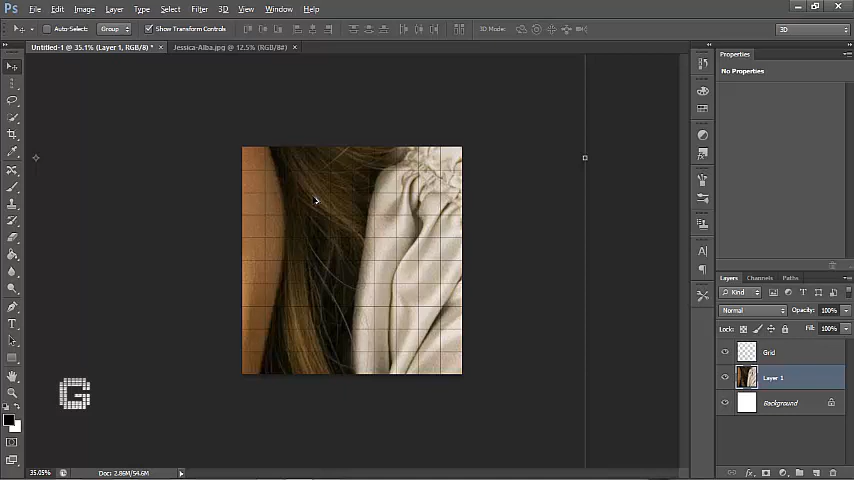 Ps File Edit Image Layer Type Select Filter 3D View Window Help
Auto-Select: Group Show Transform Controls 3D Mode: 3D
Untitled-1 @ 35.1% (Layer 1, RGB/8) * × Jessica-Alba.jpg @ 12.5% (RGB/8#) ×
Properties
No Properties
Layers Channels Paths
Kind
Normal Opacity: 100%
Lock: Fill: 100%
Grid
Layer 1
Background
G
35.05% Doc: 2.86M/54.6M